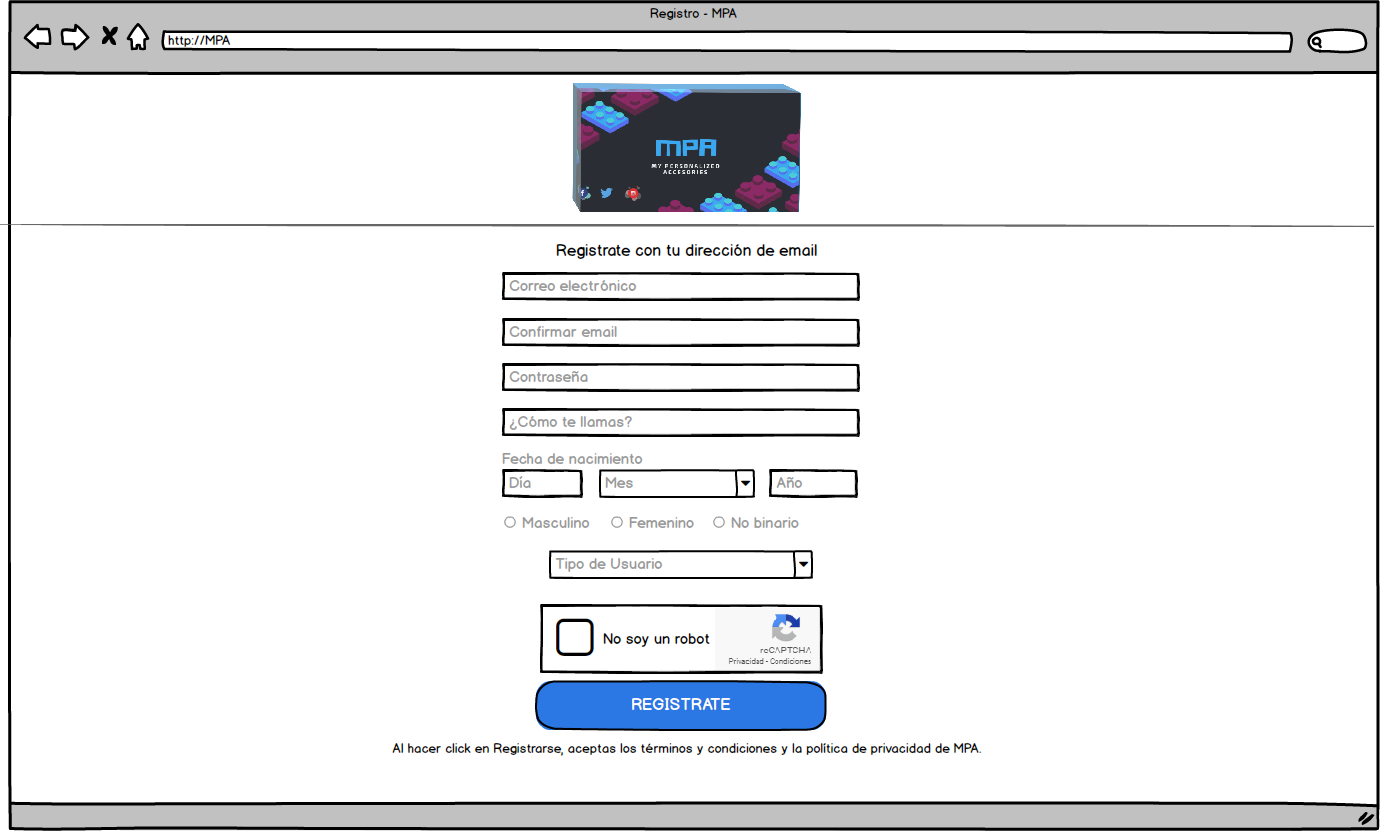 Registro - MPA
http://MPA
MPA
MY PERSONALIZED
ACCESORIES
Registrate con tu dirección de email
Correo electrónico
Confirmar email
Contraseña
¿Cómo te llamas?
Fecha de nacimiento
Día Mes Año
Masculino Femenino No binario
Tipo de Usuario
No soy un robot
reCAPTCHA
Privacidad - Condiciones
REGISTRATE
Al hacer click en Registrarse, aceptas los términos y condiciones y la política de privacidad de MPA.